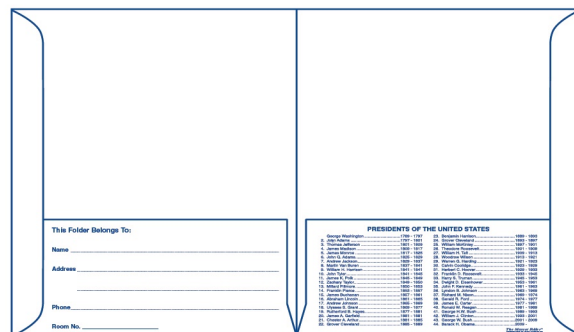 This Folder Belongs To:
Name
Address
Phone
Room No.
PRESIDENTS OF THE UNITED STATES
George Washington 1789 - 1797
2. John Adams 1797 - 1801
3. Thomas Jefferson 1801 - 1809
4. James Madison 1809 - 1817
5. James Monroe 1817 - 1825
6. John Q. Adams 1825 - 1829
7. Andrew Jackson 1829 - 1837
8. Martin Van Buren 1837 - 1841
9. William H. Harrison 1841 - 1841
10. John Tyler 1841 - 1845
11. James K. Polk 1845 - 1849
12. Zachary Taylor 1849 - 1850
13. Millard Fillmore 1850 - 1853
14. Franklin Pierce 1853 - 1857
15. James Buchanan 1857 - 1861
16. Abraham Lincoln 1861 - 1865
17. Andrew Johnson 1865 - 1869
18. Ulysses S. Grant 1869 - 1877
19. Rutherford B. Hayes 1877 - 1881
20. James A. Garfield 1881 - 1881
21. Chester A. Arthur 1881 - 1885
22. Grover Cleveland 1885 - 1889
23. Benjamin Harrison 1889 - 1893
24. Grover Cleveland 1893 - 1897
25. William McKinley 1897 - 1901
26. Theodore Roosevelt 1901 - 1909
27. William H. Taft 1909 - 1913
28. Woodrow Wilson 1913 - 1921
29. Warren G. Harding 1921 - 1923
30. Calvin Coolidge 1923 - 1929
31. Herbert C. Hoover 1929 - 1933
32. Franklin D. Roosevelt 1933 - 1945
33. Harry S. Truman 1945 - 1953
34. Dwight D. Eisenhower 1953 - 1961
35. John F. Kennedy 1961 - 1963
36. Lyndon B. Johnson 1963 - 1969
37. Richard M. Nixon 1969 - 1974
38. Gerald R. Ford 1974 - 1977
39. James E. Carter 1977 - 1981
40. Ronald W. Reagan 1981 - 1989
41. George H.W. Bush 1989 - 1993
42. William J. Clinton 1993 - 2001
43. George W. Bush 2001 - 2009
44. Barack H. Obama 2009 -